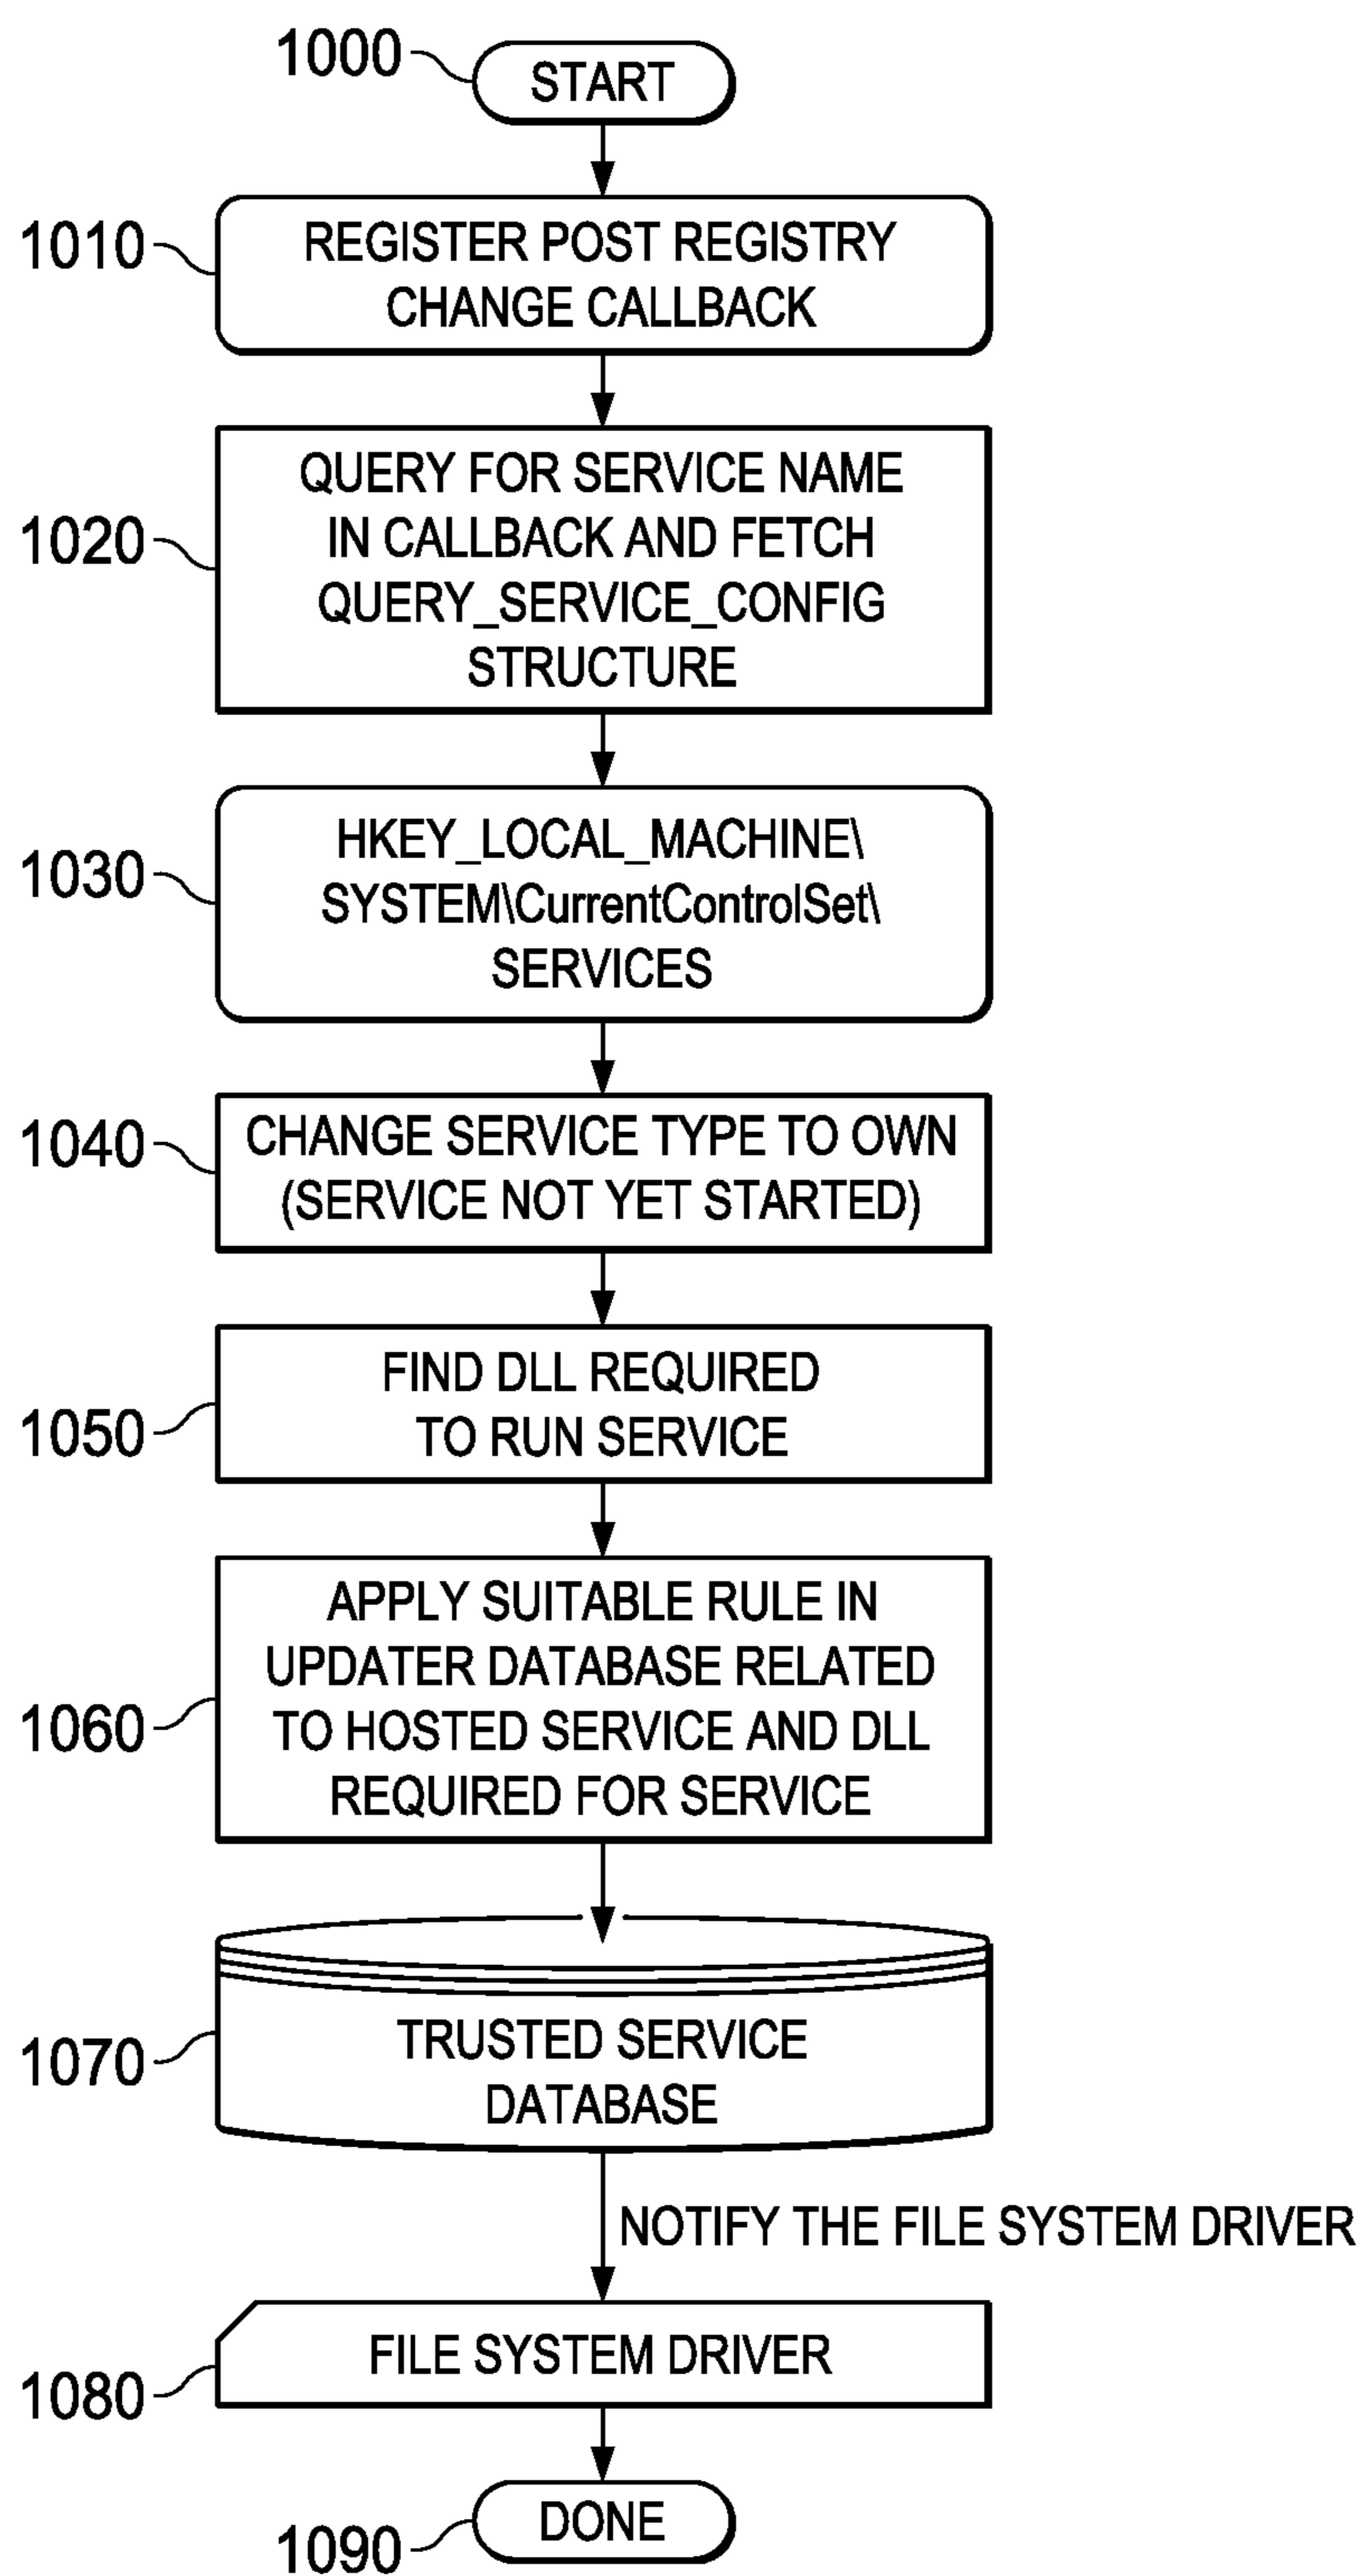 1000
START
1010
REGISTER POST REGISTRY
CHANGE CALLBACK
1020
QUERY FOR SERVICE NAME
IN CALLBACK AND FETCH
QUERY_SERVICE_CONFIG
STRUCTURE
1030
HKEY_LOCAL_MACHINE\
SYSTEM\CurrentControlSet\
SERVICES
1040
CHANGE SERVICE TYPE TO OWN
(SERVICE NOT YET STARTED)
1050
FIND DLL REQUIRED
TO RUN SERVICE
1060
APPLY SUITABLE RULE IN
UPDATER DATABASE RELATED
TO HOSTED SERVICE AND DLL
REQUIRED FOR SERVICE
1070
TRUSTED SERVICE
DATABASE
NOTIFY THE FILE SYSTEM DRIVER
1080
FILE SYSTEM DRIVER
1090
DONE